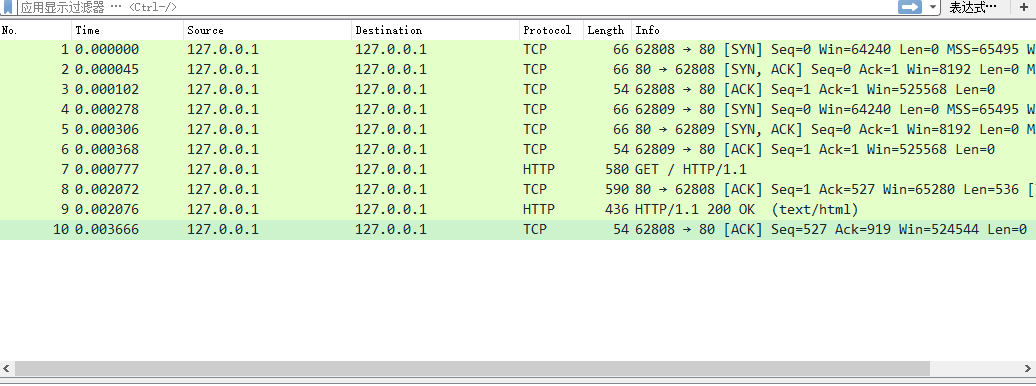 应用显示过滤器 ⋯ <Ctrl-/> 表达式⋯ +
No. Time Source Destination Protocol Length Info
1 0.000000 127.0.0.1 127.0.0.1 TCP 66 62808 → 80 [SYN] Seq=0 Win=64240 Len=0 MSS=65495 W
2 0.000045 127.0.0.1 127.0.0.1 TCP 66 80 → 62808 [SYN, ACK] Seq=0 Ack=1 Win=8192 Len=0 M
3 0.000102 127.0.0.1 127.0.0.1 TCP 54 62808 → 80 [ACK] Seq=1 Ack=1 Win=525568 Len=0
4 0.000278 127.0.0.1 127.0.0.1 TCP 66 62809 → 80 [SYN] Seq=0 Win=64240 Len=0 MSS=65495 W
5 0.000306 127.0.0.1 127.0.0.1 TCP 66 80 → 62809 [SYN, ACK] Seq=0 Ack=1 Win=8192 Len=0 M
6 0.000368 127.0.0.1 127.0.0.1 TCP 54 62809 → 80 [ACK] Seq=1 Ack=1 Win=525568 Len=0
7 0.000777 127.0.0.1 127.0.0.1 HTTP 580 GET / HTTP/1.1
8 0.002072 127.0.0.1 127.0.0.1 TCP 590 80 → 62808 [ACK] Seq=1 Ack=527 Win=65280 Len=536 [
9 0.002076 127.0.0.1 127.0.0.1 HTTP 436 HTTP/1.1 200 OK (text/html)
10 0.003666 127.0.0.1 127.0.0.1 TCP 54 62808 → 80 [ACK] Seq=527 Ack=919 Win=524544 Len=0